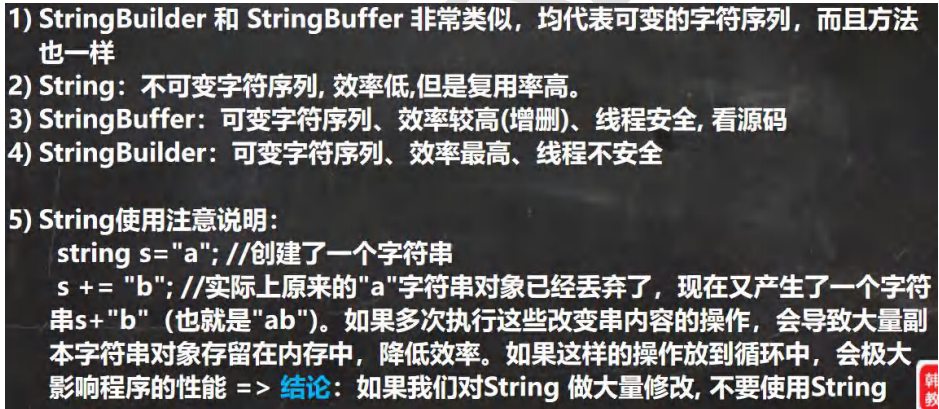 1) StringBuilder 和 StringBuffer 非常类似，均代表可变的字符序列，而且方法
也一样
2) String：不可变字符序列, 效率低,但是复用率高。
3) StringBuffer：可变字符序列、效率较高(增删)、线程安全, 看源码
4) StringBuilder：可变字符序列、效率最高、线程不安全
5) String使用注意说明：
string s="a"; //创建了一个字符串
s += "b"; //实际上原来的"a"字符串对象已经丢弃了，现在又产生了一个字符
串s+"b"（也就是"ab")。如果多次执行这些改变串内容的操作，会导致大量副
本字符串对象存留在内存中，降低效率。如果这样的操作放到循环中，会极大
影响程序的性能 => 结论：如果我们对String 做大量修改, 不要使用String
韩
教